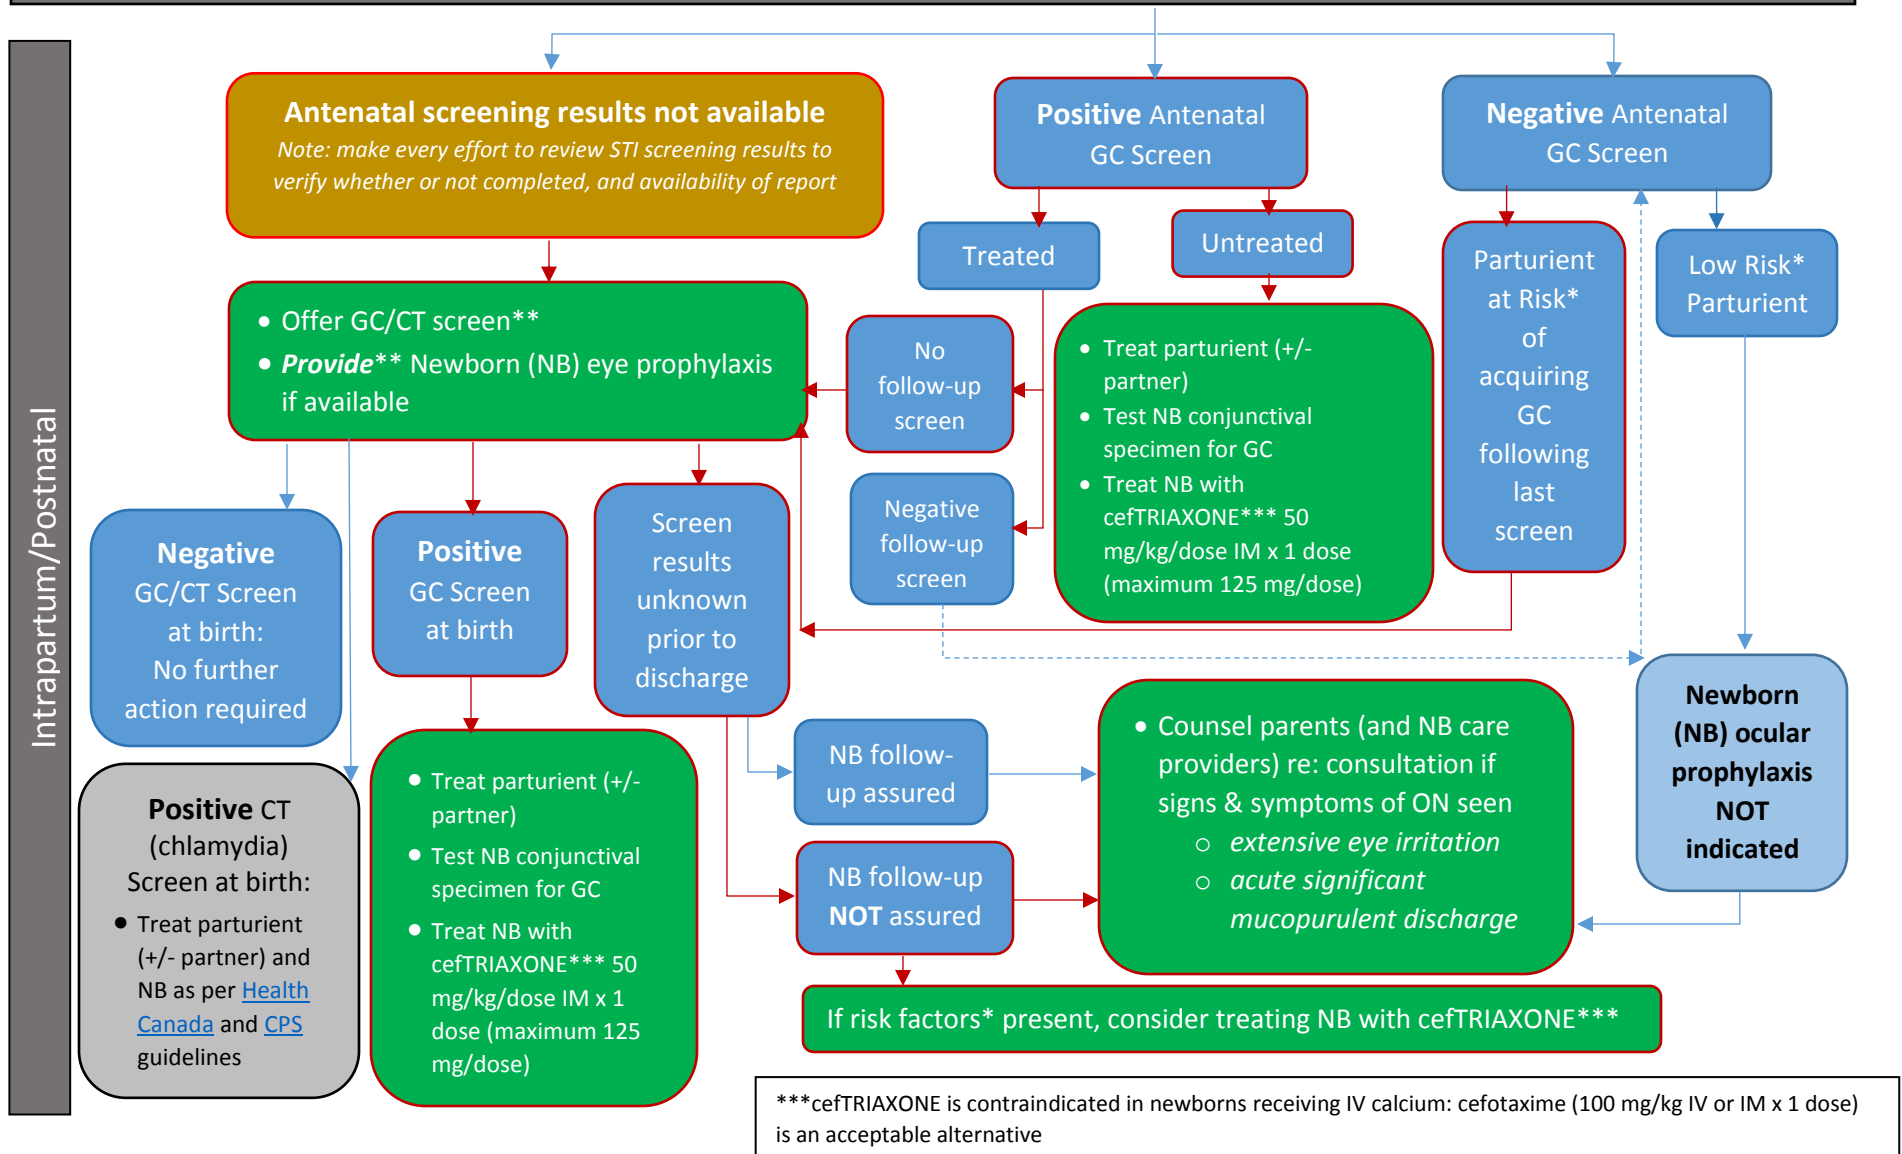 Intrapartum/Postnatal
Antenatal screening results not available
Note: make every effort to review STI screening results to
verify whether or not completed, and availability of report
Positive Antenatal
GC Screen
Negative Antenatal
GC Screen
Treated
Untreated
Parturient
at Risk*
of
acquiring
GC
following
last
screen
Low Risk*
Parturient
• Offer GC/CT screen**
• Provide** Newborn (NB) eye prophylaxis
if available
No
follow-up
screen
Negative
follow-up
screen
• Treat parturient (+/-
partner)
• Test NB conjunctival
specimen for GC
• Treat NB with
cefTRIAXONE*** 50
mg/kg/dose IM x 1 dose
(maximum 125 mg/dose)
Negative
GC/CT Screen
at birth:
No further
action required
Positive
GC Screen
at birth
Screen
results
unknown
prior to
discharge
Newborn
(NB) ocular
prophylaxis
NOT
indicated
Positive CT
(chlamydia)
Screen at birth:
• Treat parturient
(+/- partner) and
NB as per Health
Canada and CPS
guidelines
• Treat parturient (+/-
partner)
• Test NB conjunctival
specimen for GC
• Treat NB with
cefTRIAXONE*** 50
mg/kg/dose IM x 1
dose (maximum 125
mg/dose)
NB follow-
up assured
NB follow-up
NOT assured
• Counsel parents (and NB care
providers) re: consultation if
signs & symptoms of ON seen
o extensive eye irritation
o acute significant
mucopurulent discharge
If risk factors* present, consider treating NB with cefTRIAXONE***
***cefTRIAXONE is contraindicated in newborns receiving IV calcium: cefotaxime (100 mg/kg IV or IM x 1 dose)
is an acceptable alternative